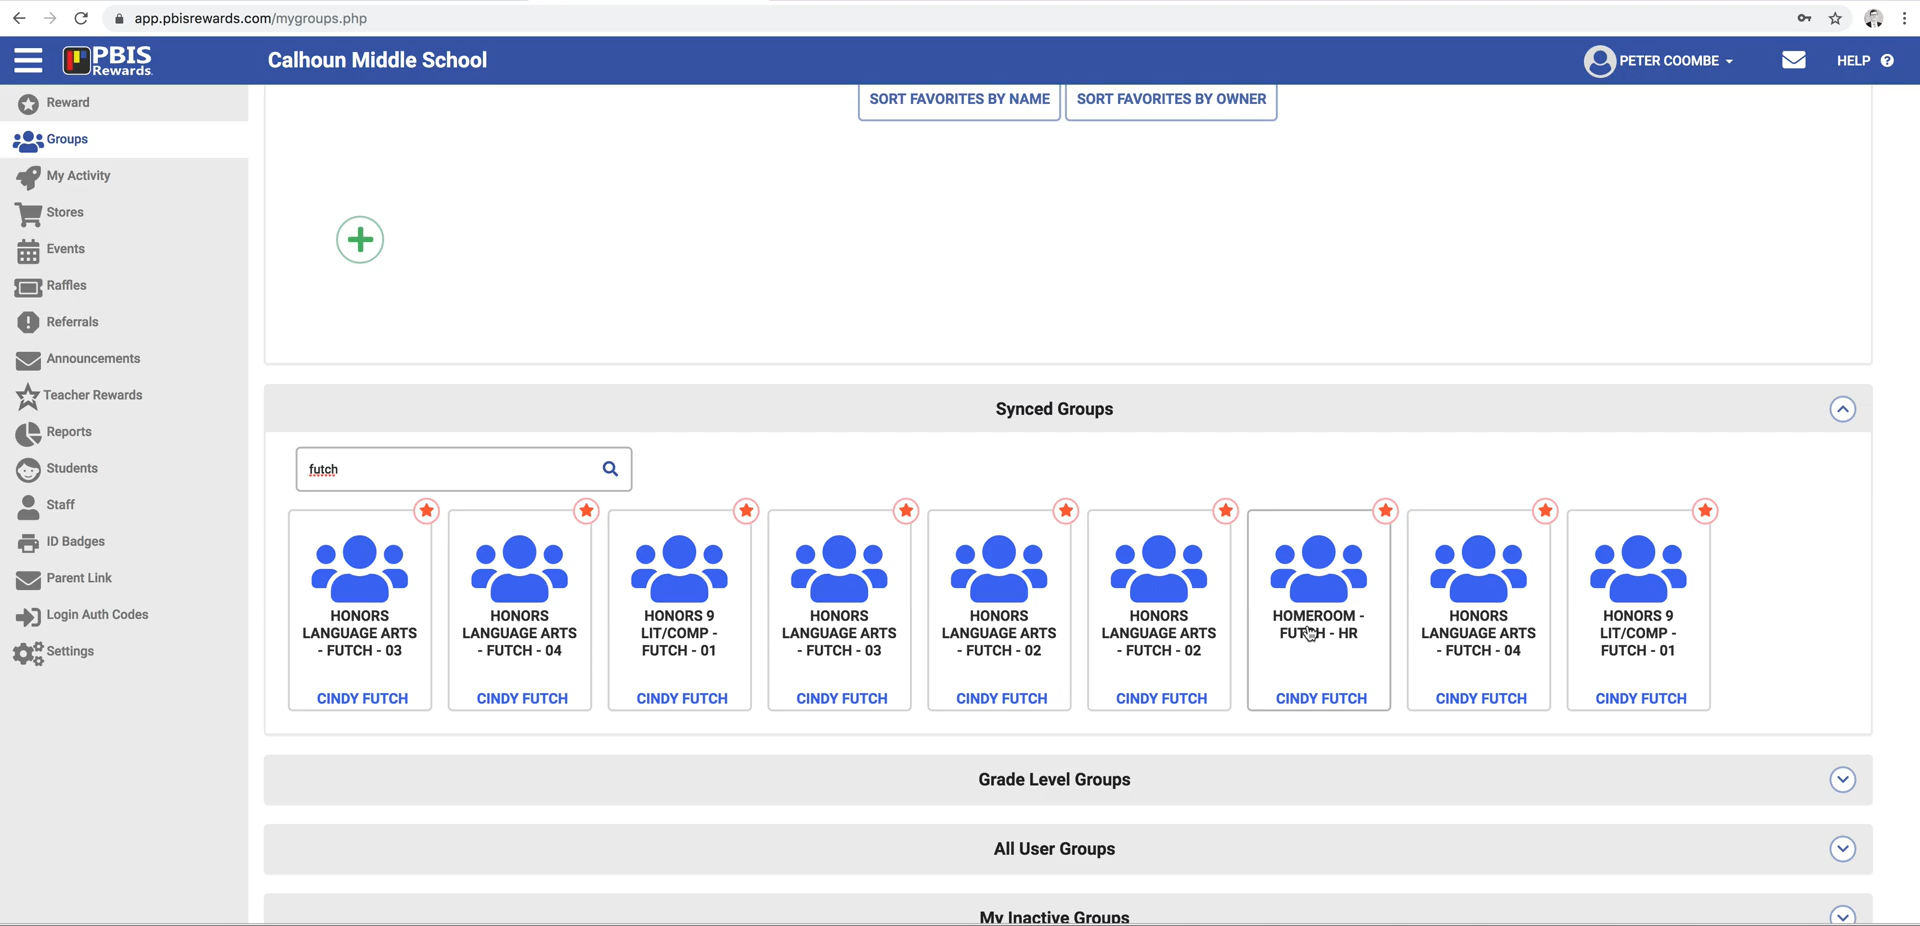 app.pbisrewards.com/mygroups.php
PBIS
Rewards
Calhoun Middle School
PETER COOMBE
HELP ?
Reward
Groups
My Activity
Stores
Events
Raffles
Referrals
Announcements
Teacher Rewards
Reports
Students
Staff
ID Badges
Parent Link
Login Auth Codes
Settings
SORT FAVORITES BY NAME
SORT FAVORITES BY OWNER
Synced Groups
futch
HONORS
LANGUAGE ARTS
- FUTCH - 03
CINDY FUTCH
HONORS
LANGUAGE ARTS
- FUTCH - 04
CINDY FUTCH
HONORS 9
LIT/COMP -
FUTCH - 01
CINDY FUTCH
HONORS
LANGUAGE ARTS
- FUTCH - 03
CINDY FUTCH
HONORS
LANGUAGE ARTS
- FUTCH - 02
CINDY FUTCH
HONORS
LANGUAGE ARTS
- FUTCH - 02
CINDY FUTCH
HOMEROOM -
FUTCH - HR
CINDY FUTCH
HONORS
LANGUAGE ARTS
- FUTCH - 04
CINDY FUTCH
HONORS 9
LIT/COMP -
FUTCH - 01
CINDY FUTCH
Grade Level Groups
All User Groups
My Inactive Groups